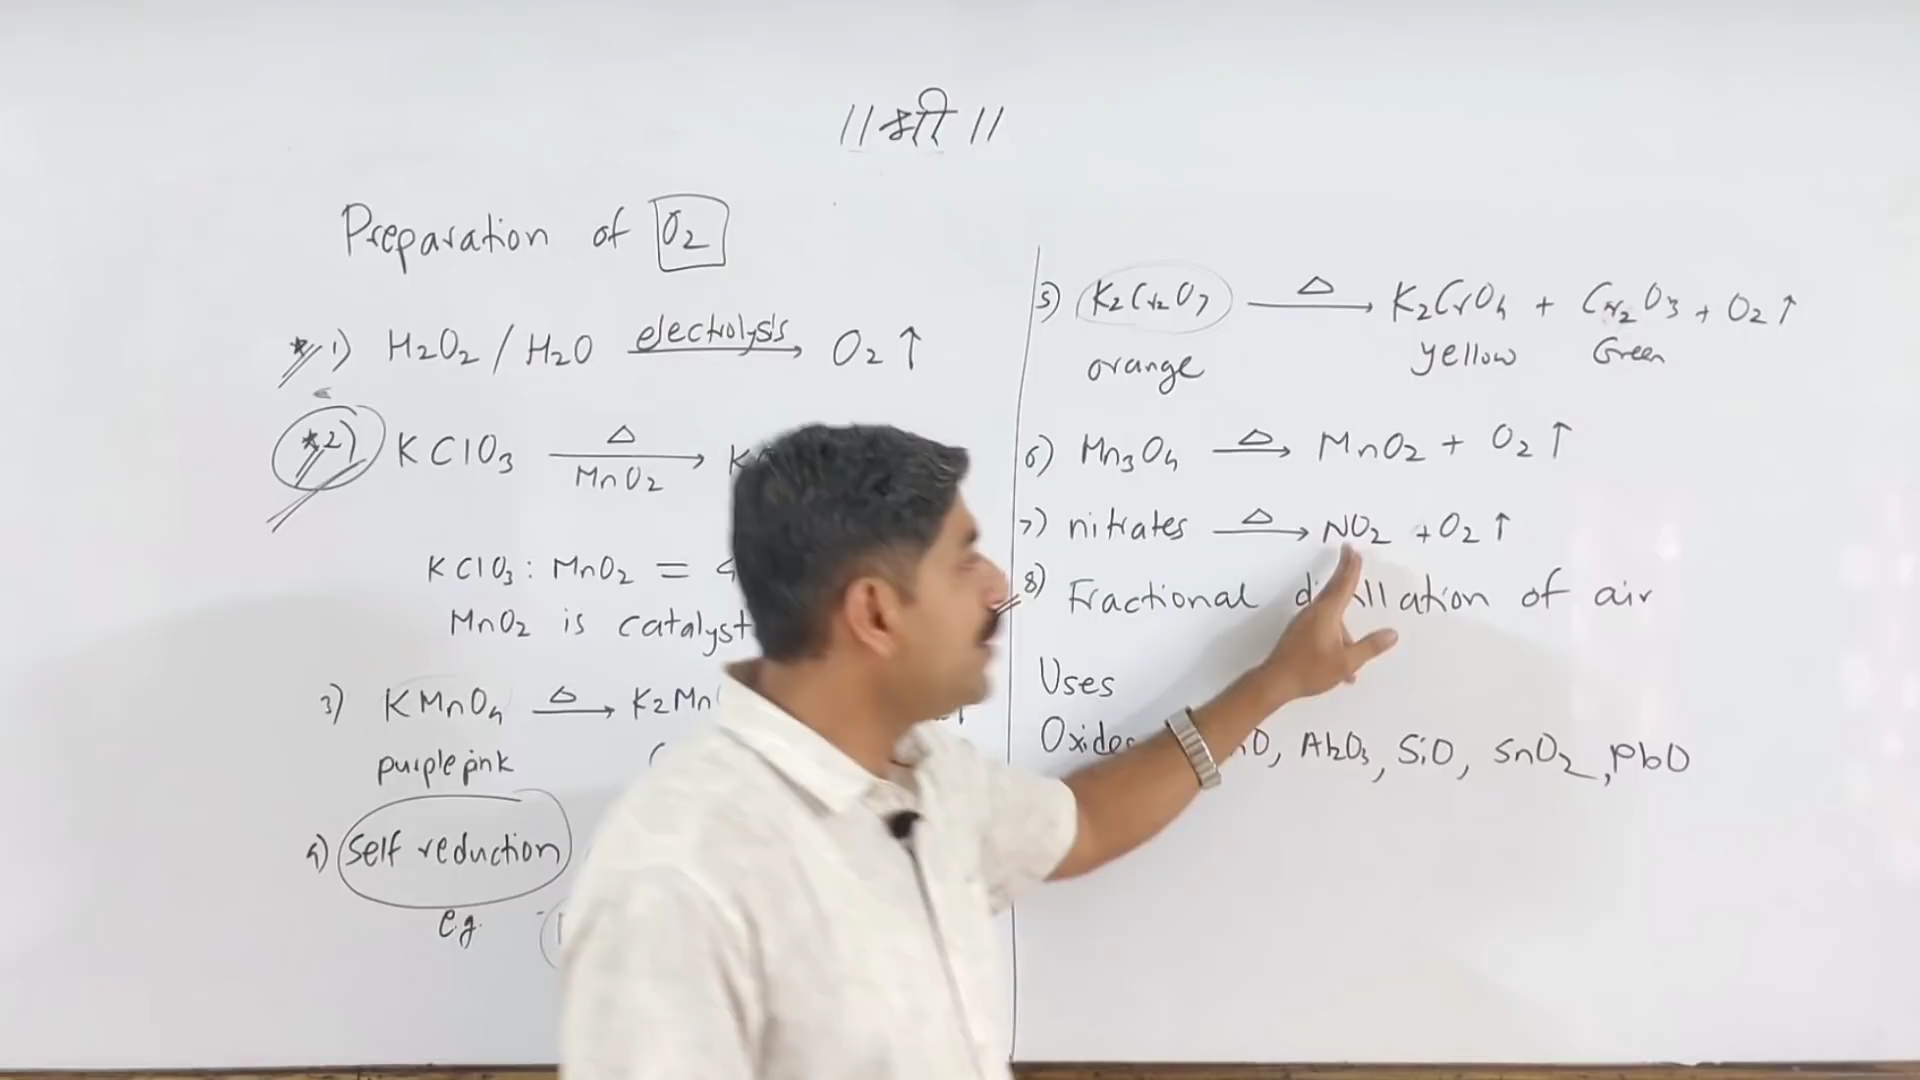 ॥ श्री ॥
Preparation of O₂
1) H₂O₂ / H₂O electrolysis → O₂ ↑
2) KClO₃ Δ MnO₂ → K
KClO₃ : MnO₂ =
MnO₂ is catalyst
3) KMnO₄ Δ → K₂Mn
purple pink
4) Self reduction
e.g.
5) K₂Cr₂O₇ Δ → K₂CrO₄ + Cr₂O₃ + O₂ ↑
orange yellow Green
6) Mn₃O₄ Δ → MnO₂ + O₂ ↑
7) nitrates Δ → NO₂ + O₂ ↑
8) Fractional of air
Uses
Oxides Al₂O₃, SiO, SnO₂, PbO